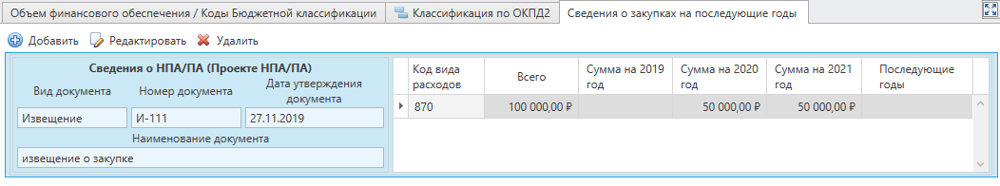 Объем финансового обеспечения / Коды Бюджетной классификации
Классификация по ОКПД2
Сведения о закупках на последующие годы
Добавить
Редактировать
Удалить
Сведения о НПА/ПА (Проекте НПА/ПА)
Вид документа
Номер документа
Дата утверждения
документа
Извещение
И-111
27.11.2019
Наименование документа
извещение о закупке
Код вида
расходов
Всего
Сумма на 2019
год
Сумма на 2020
год
Сумма на 2021
год
Последующие
годы
870
100 000,00 ₽
50 000,00 ₽
50 000,00 ₽